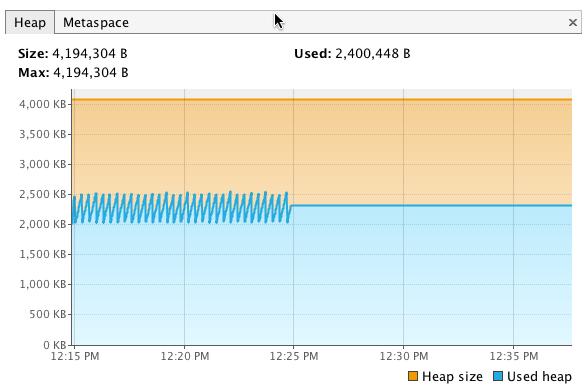 Heap Metaspace ×
Size: 4,194,304 B Used: 2,400,448 B
Max: 4,194,304 B
4,000 KB
3,500 KB
3,000 KB
2,500 KB
2,000 KB
1,500 KB
1,000 KB
500 KB
0 KB
12:15 PM 12:20 PM 12:25 PM 12:30 PM 12:35 PM
Heap size Used heap